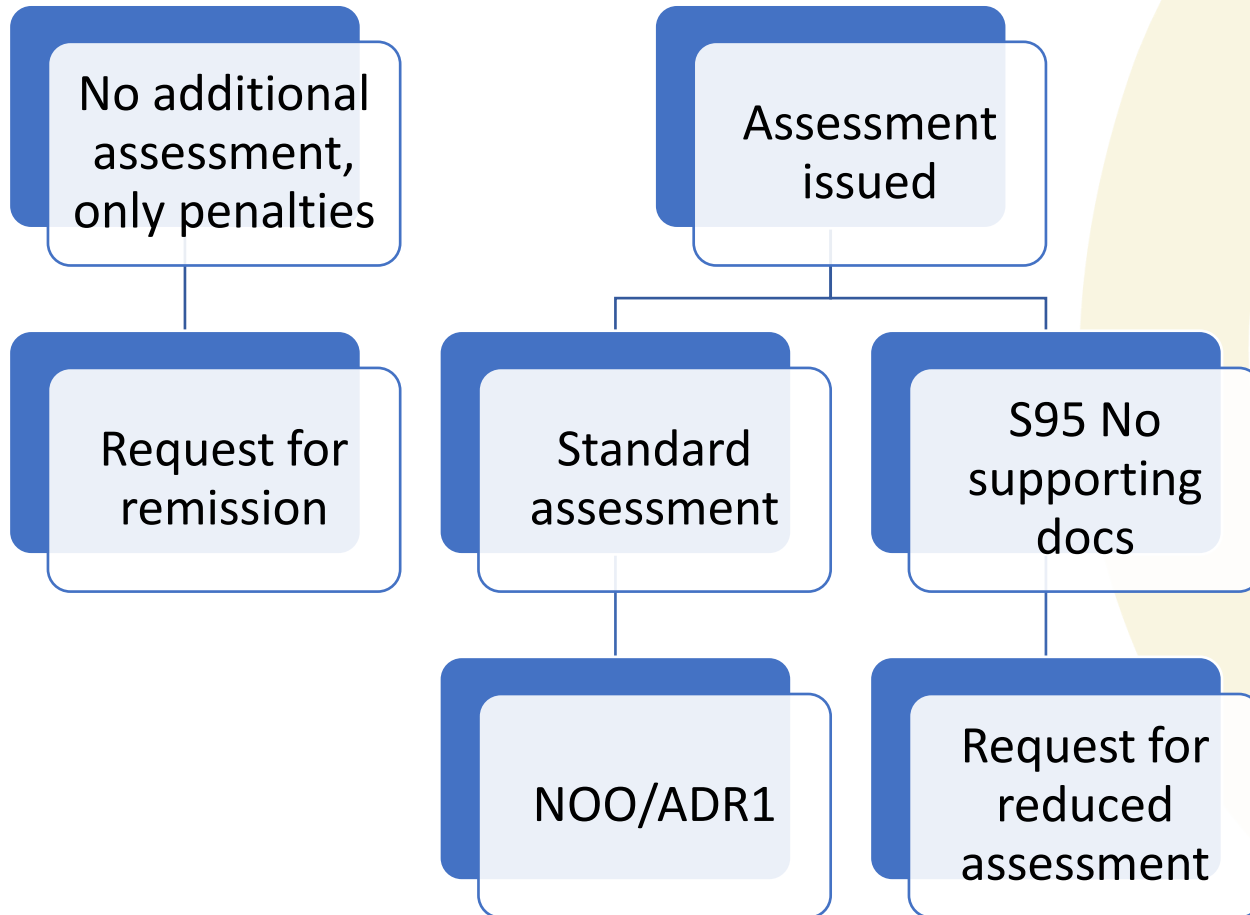 No additional
assessment,
only penalties
Assessment
issued
Request for
remission
Standard
assessment
S95 No
supporting
docs
NOO/ADR1
Request for
reduced
assessment